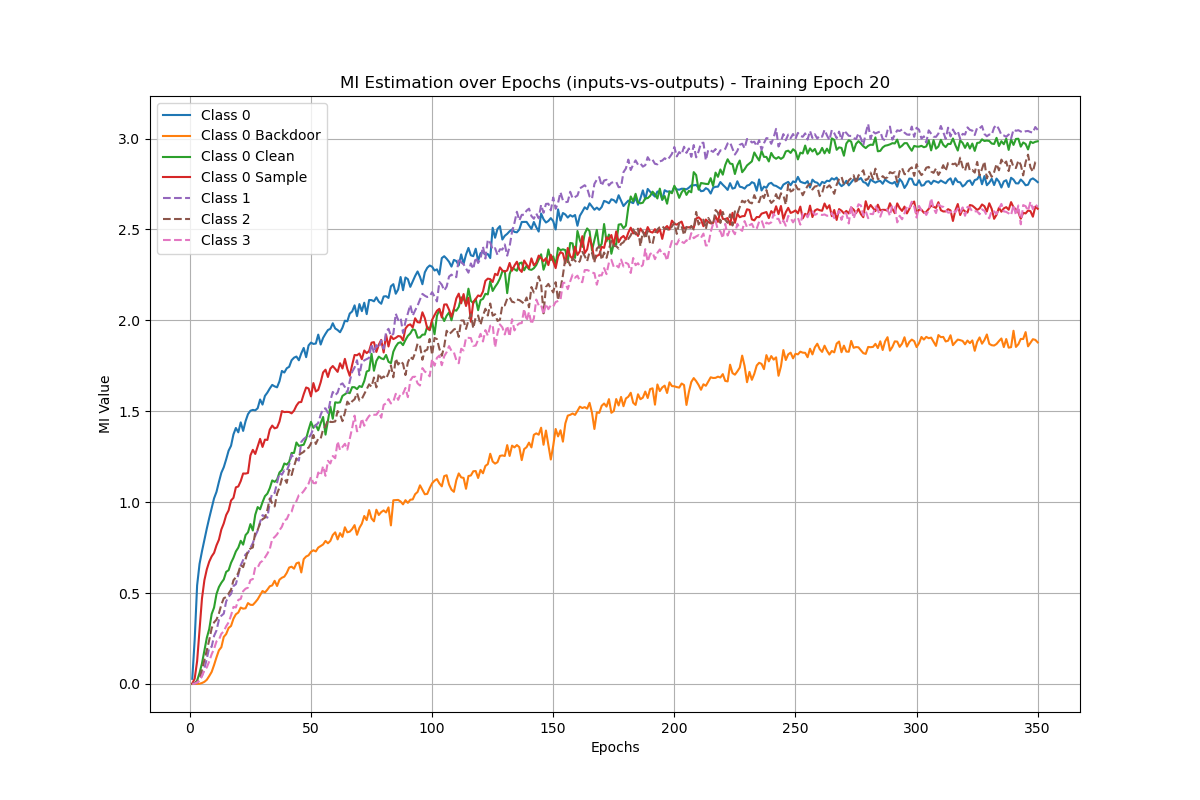 MI Estimation over Epochs (inputs-vs-outputs) - Training Epoch 20
Class 0
Class 0 Backdoor
Class 0 Clean
Class 0 Sample
Class 1
Class 2
Class 3
MI Value
3.0
2.5
2.0
1.5
1.0
0.5
0.0
0 50 100 150 200 250 300 350
Epochs